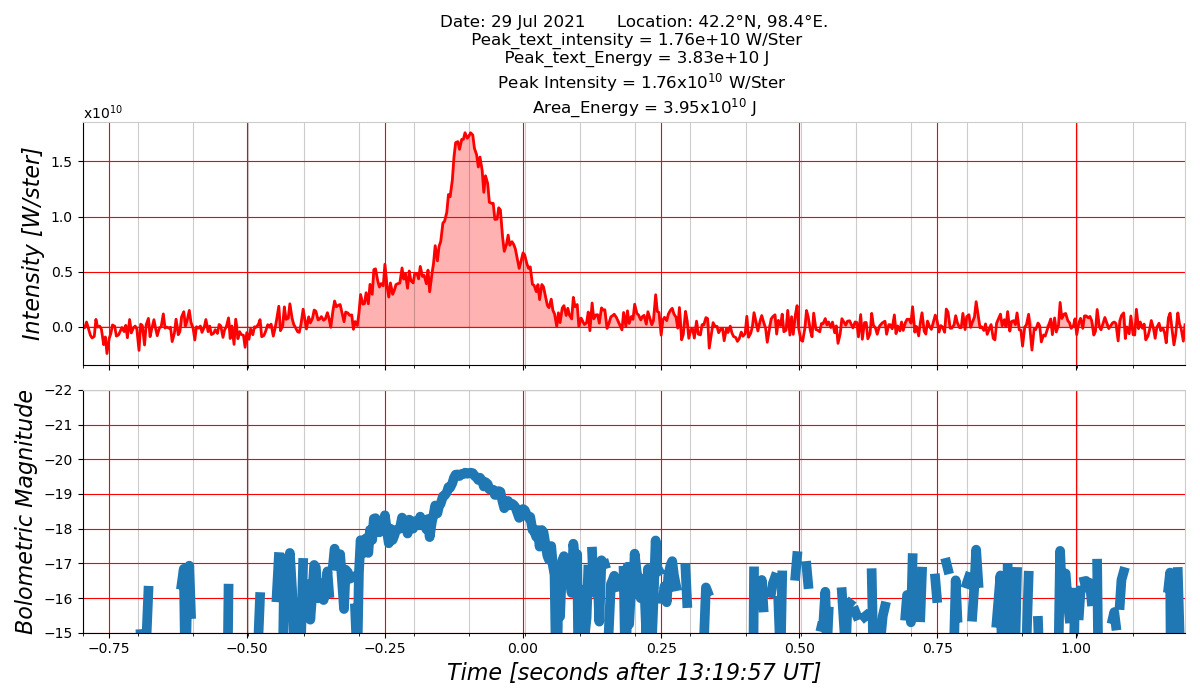 Date: 29 Jul 2021      Location: 42.2°N, 98.4°E.
Peak_text_intensity = 1.76e+10 W/Ster
Peak_text_Energy = 3.83e+10 J
Peak Intensity = 1.76x10¹⁰ W/Ster
Area_Energy = 3.95x10¹⁰ J
x10¹⁰
1.5
1.0
0.5
0.0
Intensity [W/ster]
−22
−21
−20
−19
−18
−17
−16
−15
Bolometric Magnitude
−0.75 −0.50 −0.25 0.00 0.25 0.50 0.75 1.00
Time [seconds after 13:19:57 UT]